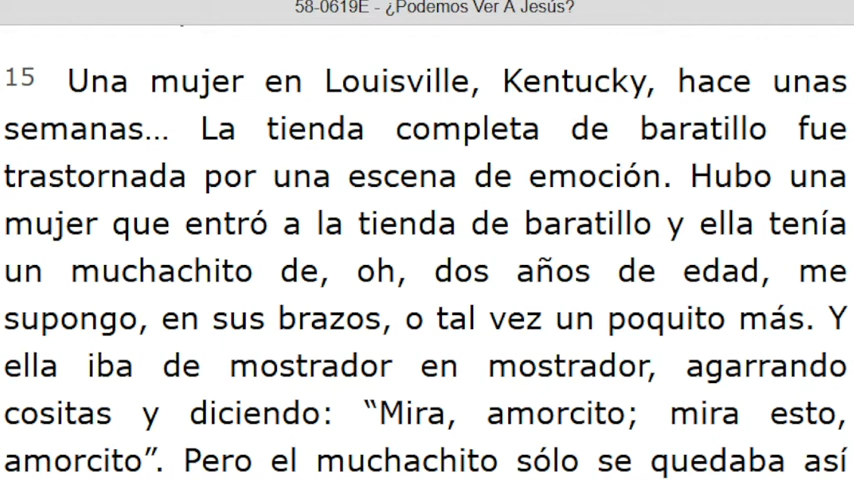 58-0619E - ¿Podemos Ver A Jesús?
15 Una mujer en Louisville, Kentucky, hace unas
semanas... La tienda completa de baratillo fue
trastornada por una escena de emoción. Hubo una
mujer que entró a la tienda de baratillo y ella tenía
un muchachito de, oh, dos años de edad, me
supongo, en sus brazos, o tal vez un poquito más. Y
ella iba de mostrador en mostrador, agarrando
cositas y diciendo: “Mira, amorcito; mira esto,
amorcito”. Pero el muchachito sólo se quedaba así